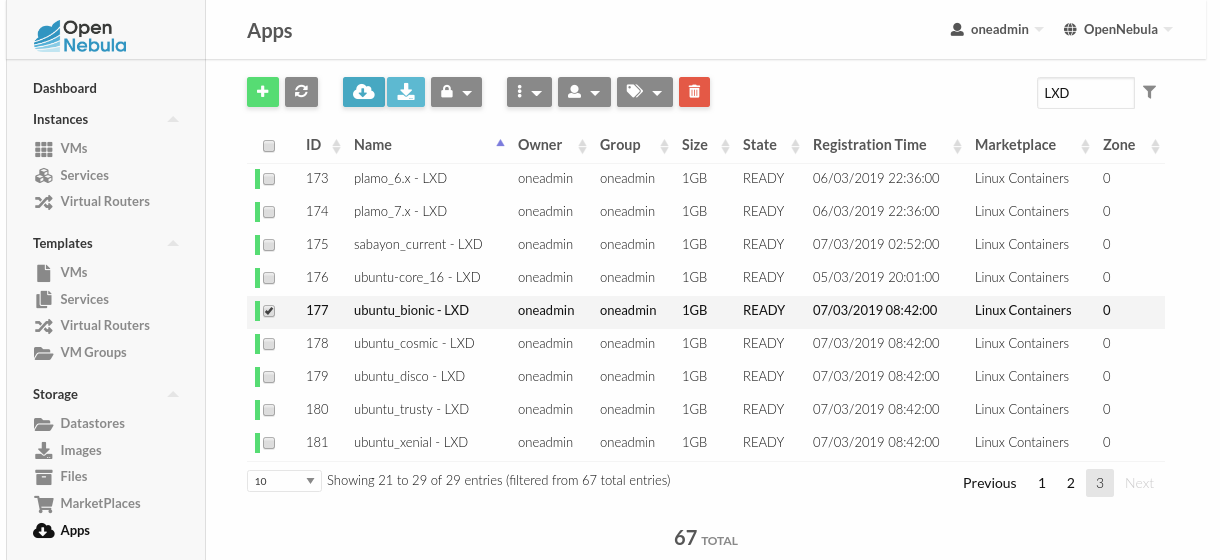 Open
Nebula
Apps
oneadmin
OpenNebula
Dashboard
Instances
VMs
Services
Virtual Routers
Templates
VMs
Services
Virtual Routers
VM Groups
Storage
Datastores
Images
Files
MarketPlaces
Apps
LXD
ID Name Owner Group Size State Registration Time Marketplace Zone
173 plamo_6.x - LXD oneadmin oneadmin 1GB READY 06/03/2019 22:36:00 Linux Containers 0
174 plamo_7.x - LXD oneadmin oneadmin 1GB READY 06/03/2019 22:36:00 Linux Containers 0
175 sabayon_current - LXD oneadmin oneadmin 1GB READY 07/03/2019 02:52:00 Linux Containers 0
176 ubuntu-core_16 - LXD oneadmin oneadmin 1GB READY 05/03/2019 20:01:00 Linux Containers 0
177 ubuntu_bionic - LXD oneadmin oneadmin 1GB READY 07/03/2019 08:42:00 Linux Containers 0
178 ubuntu_cosmic - LXD oneadmin oneadmin 1GB READY 07/03/2019 08:42:00 Linux Containers 0
179 ubuntu_disco - LXD oneadmin oneadmin 1GB READY 07/03/2019 08:42:00 Linux Containers 0
180 ubuntu_trusty - LXD oneadmin oneadmin 1GB READY 07/03/2019 08:42:00 Linux Containers 0
181 ubuntu_xenial - LXD oneadmin oneadmin 1GB READY 07/03/2019 08:42:00 Linux Containers 0
10 Showing 21 to 29 of 29 entries (filtered from 67 total entries)
Previous 1 2 3 Next
67 TOTAL